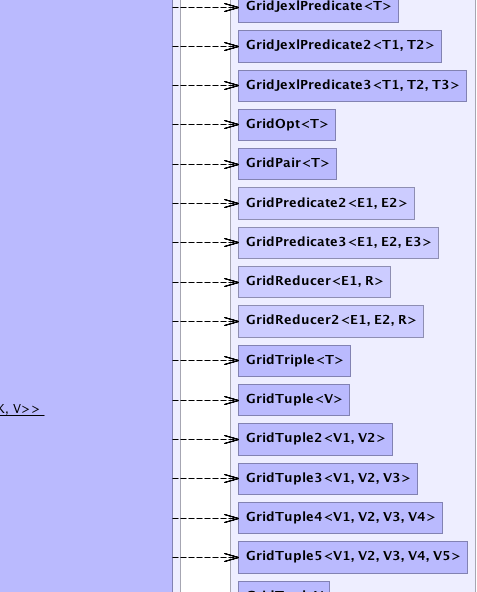 GridJexlPredicate<T>
GridJexlPredicate2<T1, T2>
GridJexlPredicate3<T1, T2, T3>
GridOpt<T>
GridPair<T>
GridPredicate2<E1, E2>
GridPredicate3<E1, E2, E3>
GridReducer<E1, R>
GridReducer2<E1, E2, R>
GridTriple<T>
GridTuple<V>
K, V>>
GridTuple2<V1, V2>
GridTuple3<V1, V2, V3>
GridTuple4<V1, V2, V3, V4>
GridTuple5<V1, V2, V3, V4, V5>